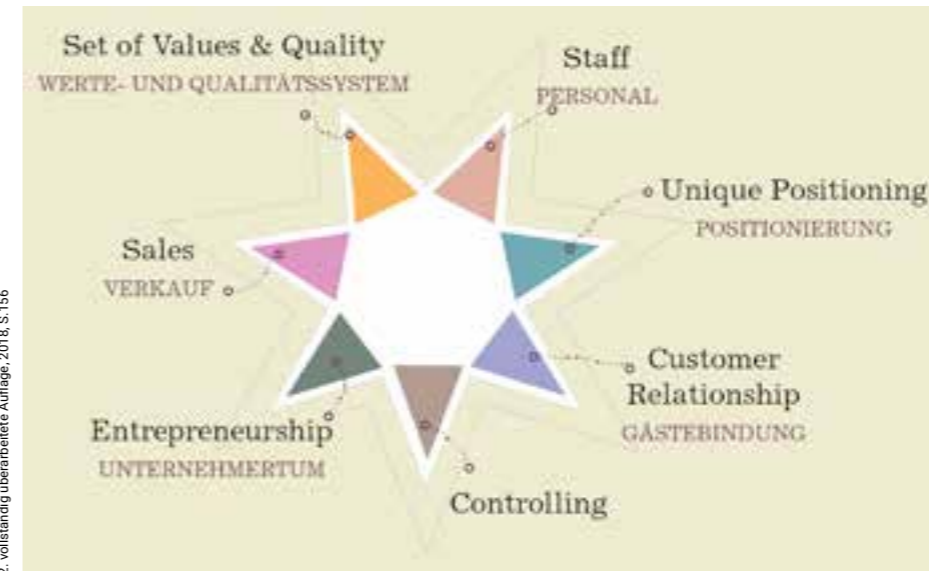 Set of Values & Quality
WERTE- UND QUALITÄTSSYSTEM
Staff
PERSONAL
Unique Positioning
POSITIONIERUNG
Customer
Relationship
GÄSTEBINDUNG
Controlling
Entrepreneurship
UNTERNEHMERTUM
Sales
VERKAUF
2. vollständig überarbeitete Auflage, 2018, S.156